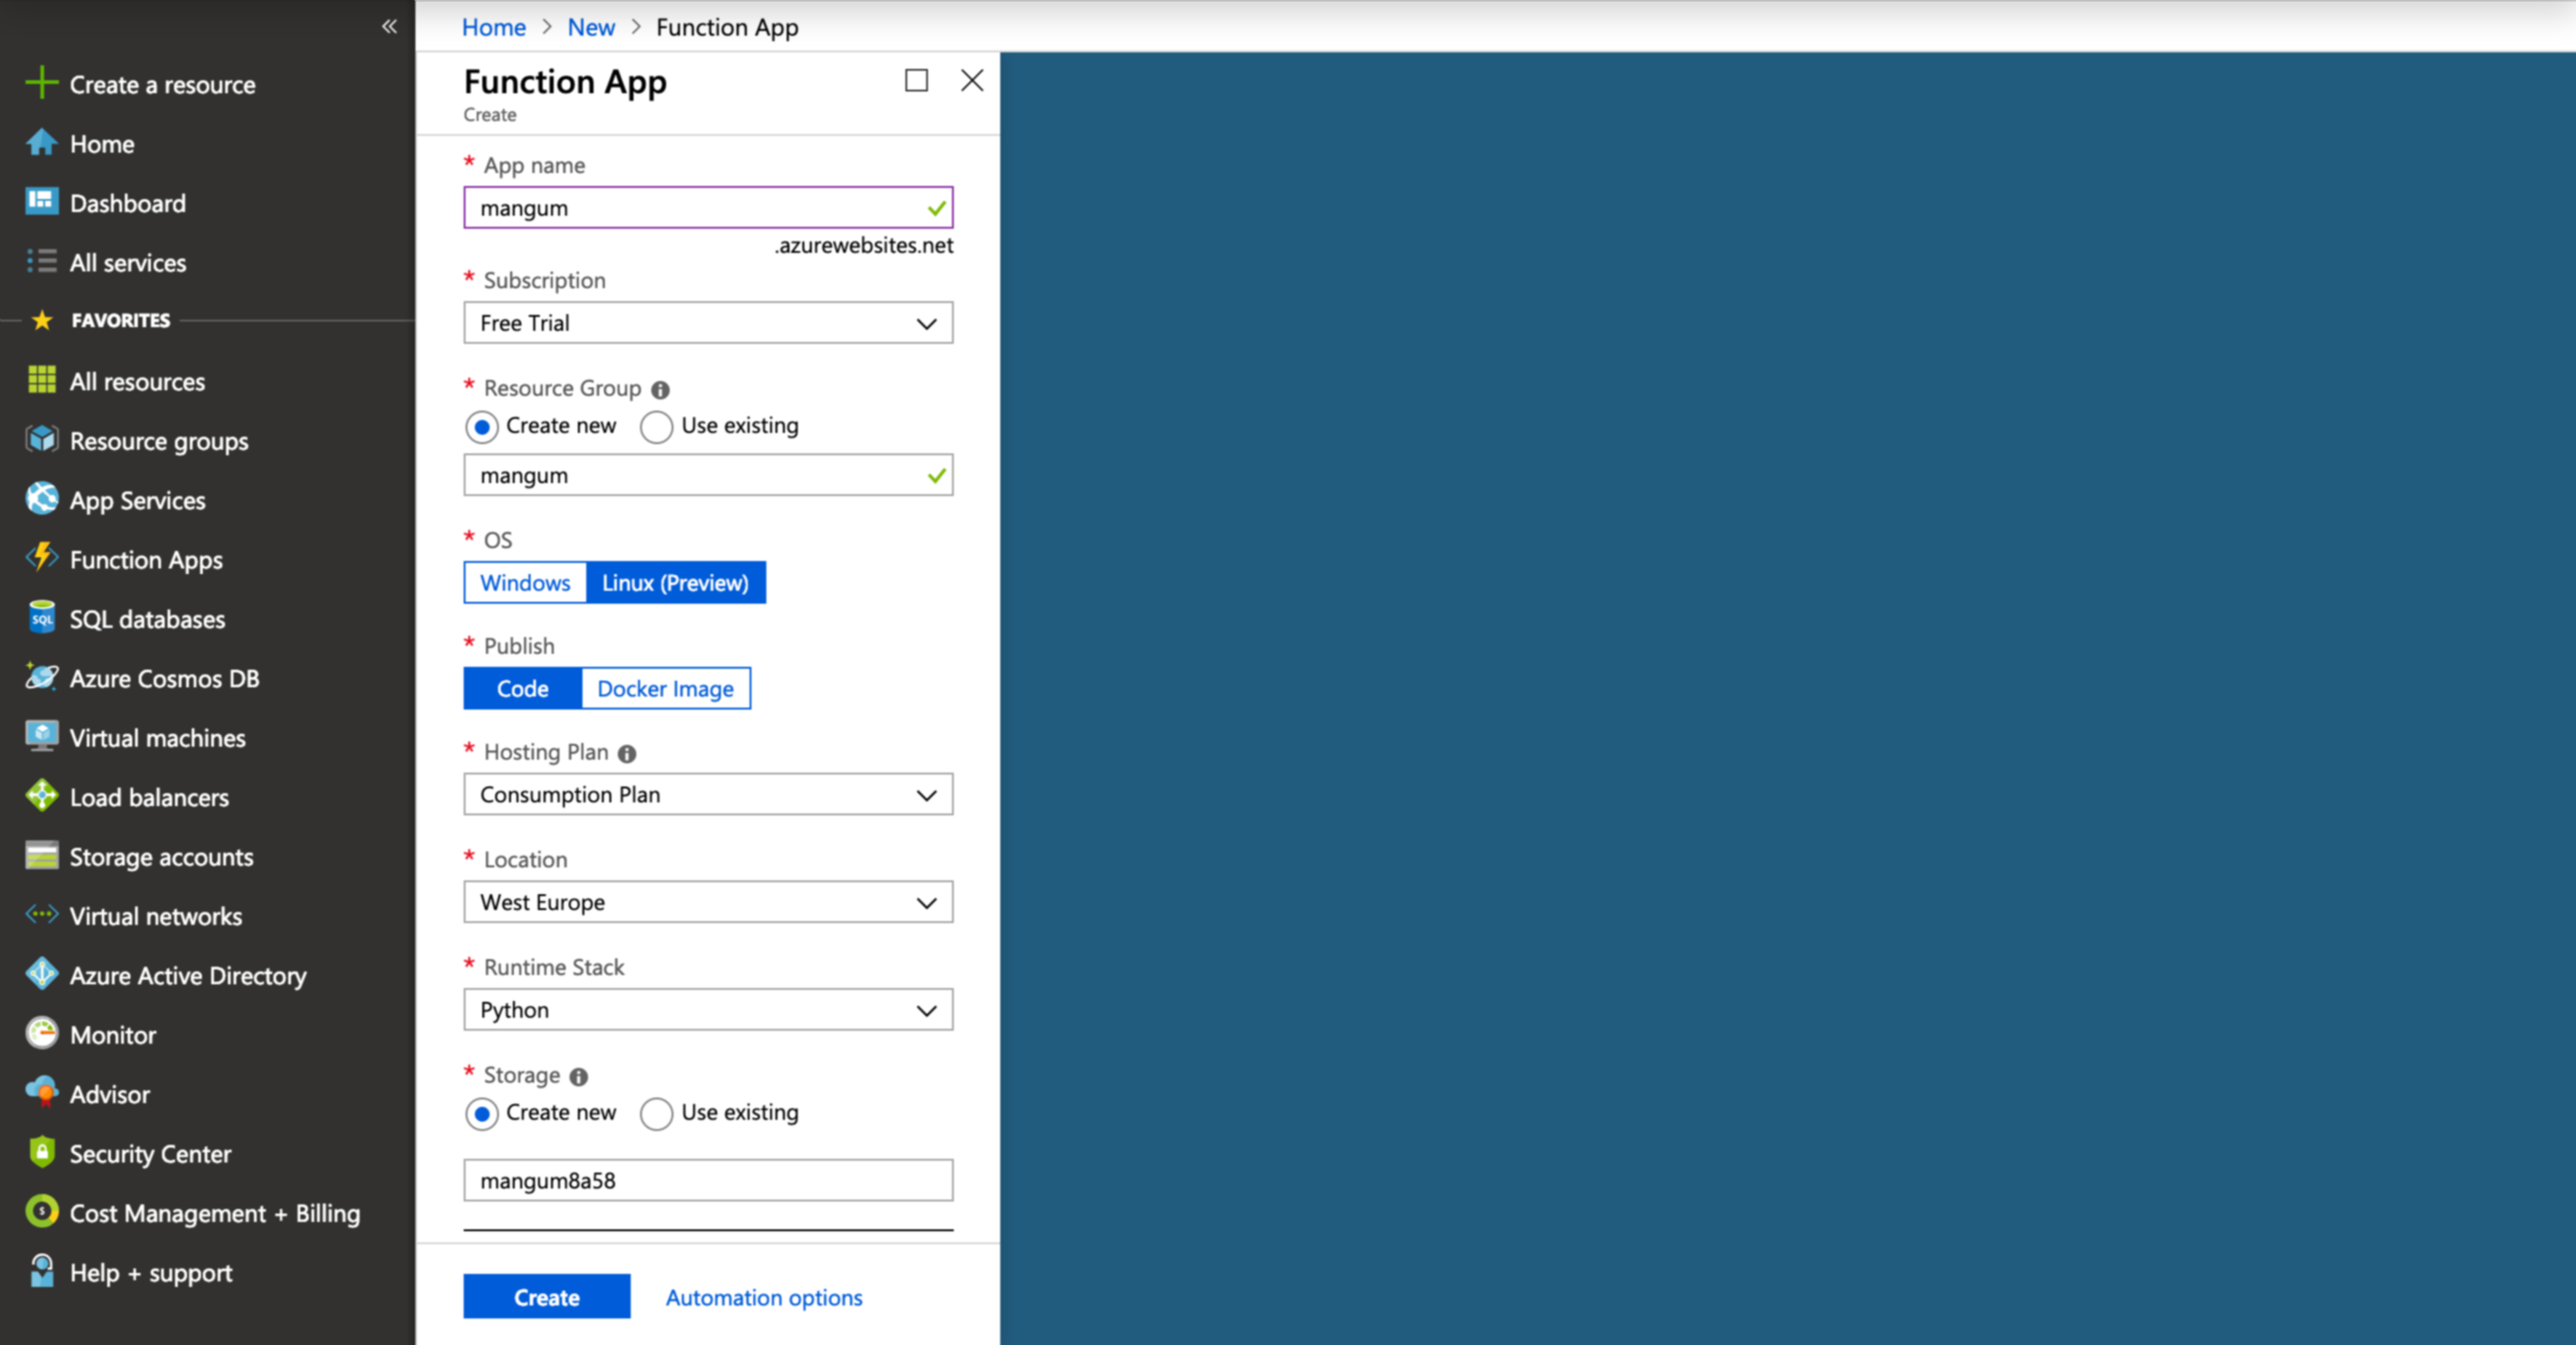 «
Create a resource
Home
Dashboard
All services
FAVORITES
All resources
Resource groups
App Services
Function Apps
SQL
SQL databases
Azure Cosmos DB
Virtual machines
Load balancers
Storage accounts
Virtual networks
Azure Active Directory
Monitor
Advisor
Security Center
$
Cost Management + Billing
Help + support
Home > New > Function App
Function App
Create
* App name
mangum
.azurewebsites.net
* Subscription
Free Trial
* Resource Group i
Create new Use existing
mangum
* OS
Windows Linux (Preview)
* Publish
Code Docker Image
* Hosting Plan i
Consumption Plan
* Location
West Europe
* Runtime Stack
Python
* Storage i
Create new Use existing
mangum8a58
Create Automation options